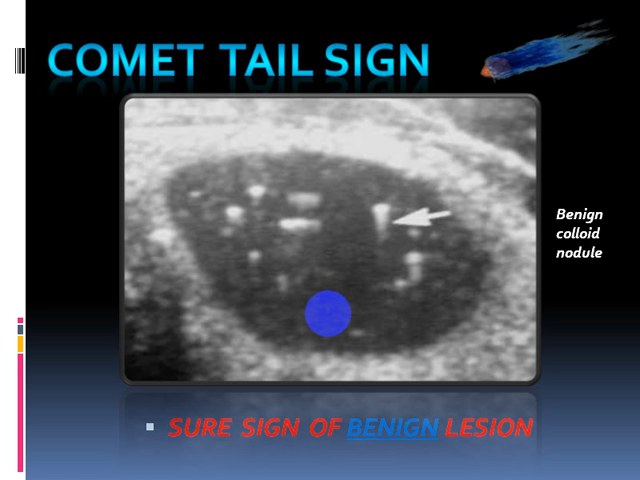 COMET TAIL SIGN
Benign
colloid
nodule
SURE SIGN OF BENIGN LESION